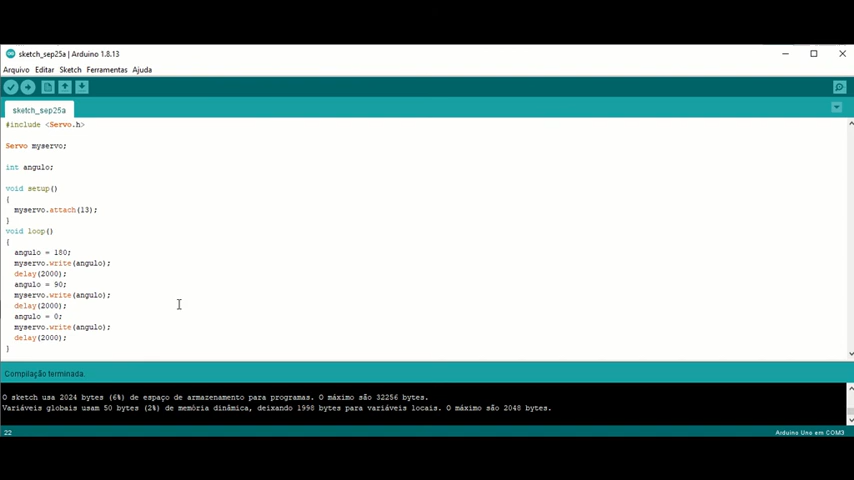 sketch_sep25a | Arduino 1.8.13
Arquivo Editar Sketch Ferramentas Ajuda
sketch_sep25a
#include <Servo.h>
Servo myservo;
int angulo;
void setup()
{
myservo.attach(13);
}
void loop()
{
angulo = 180;
myservo.write(angulo);
delay(2000);
angulo = 90;
myservo.write(angulo);
delay(2000);
angulo = 0;
myservo.write(angulo);
delay(2000);
}
Compilação terminada.
O sketch usa 2024 bytes (6%) de espaço de armazenamento para programas. O máximo são 32256 bytes.
Variáveis globais usam 50 bytes (2%) de memória dinâmica, deixando 1998 bytes para variáveis locais. O máximo são 2048 bytes.
22 Arduino Uno em COM3